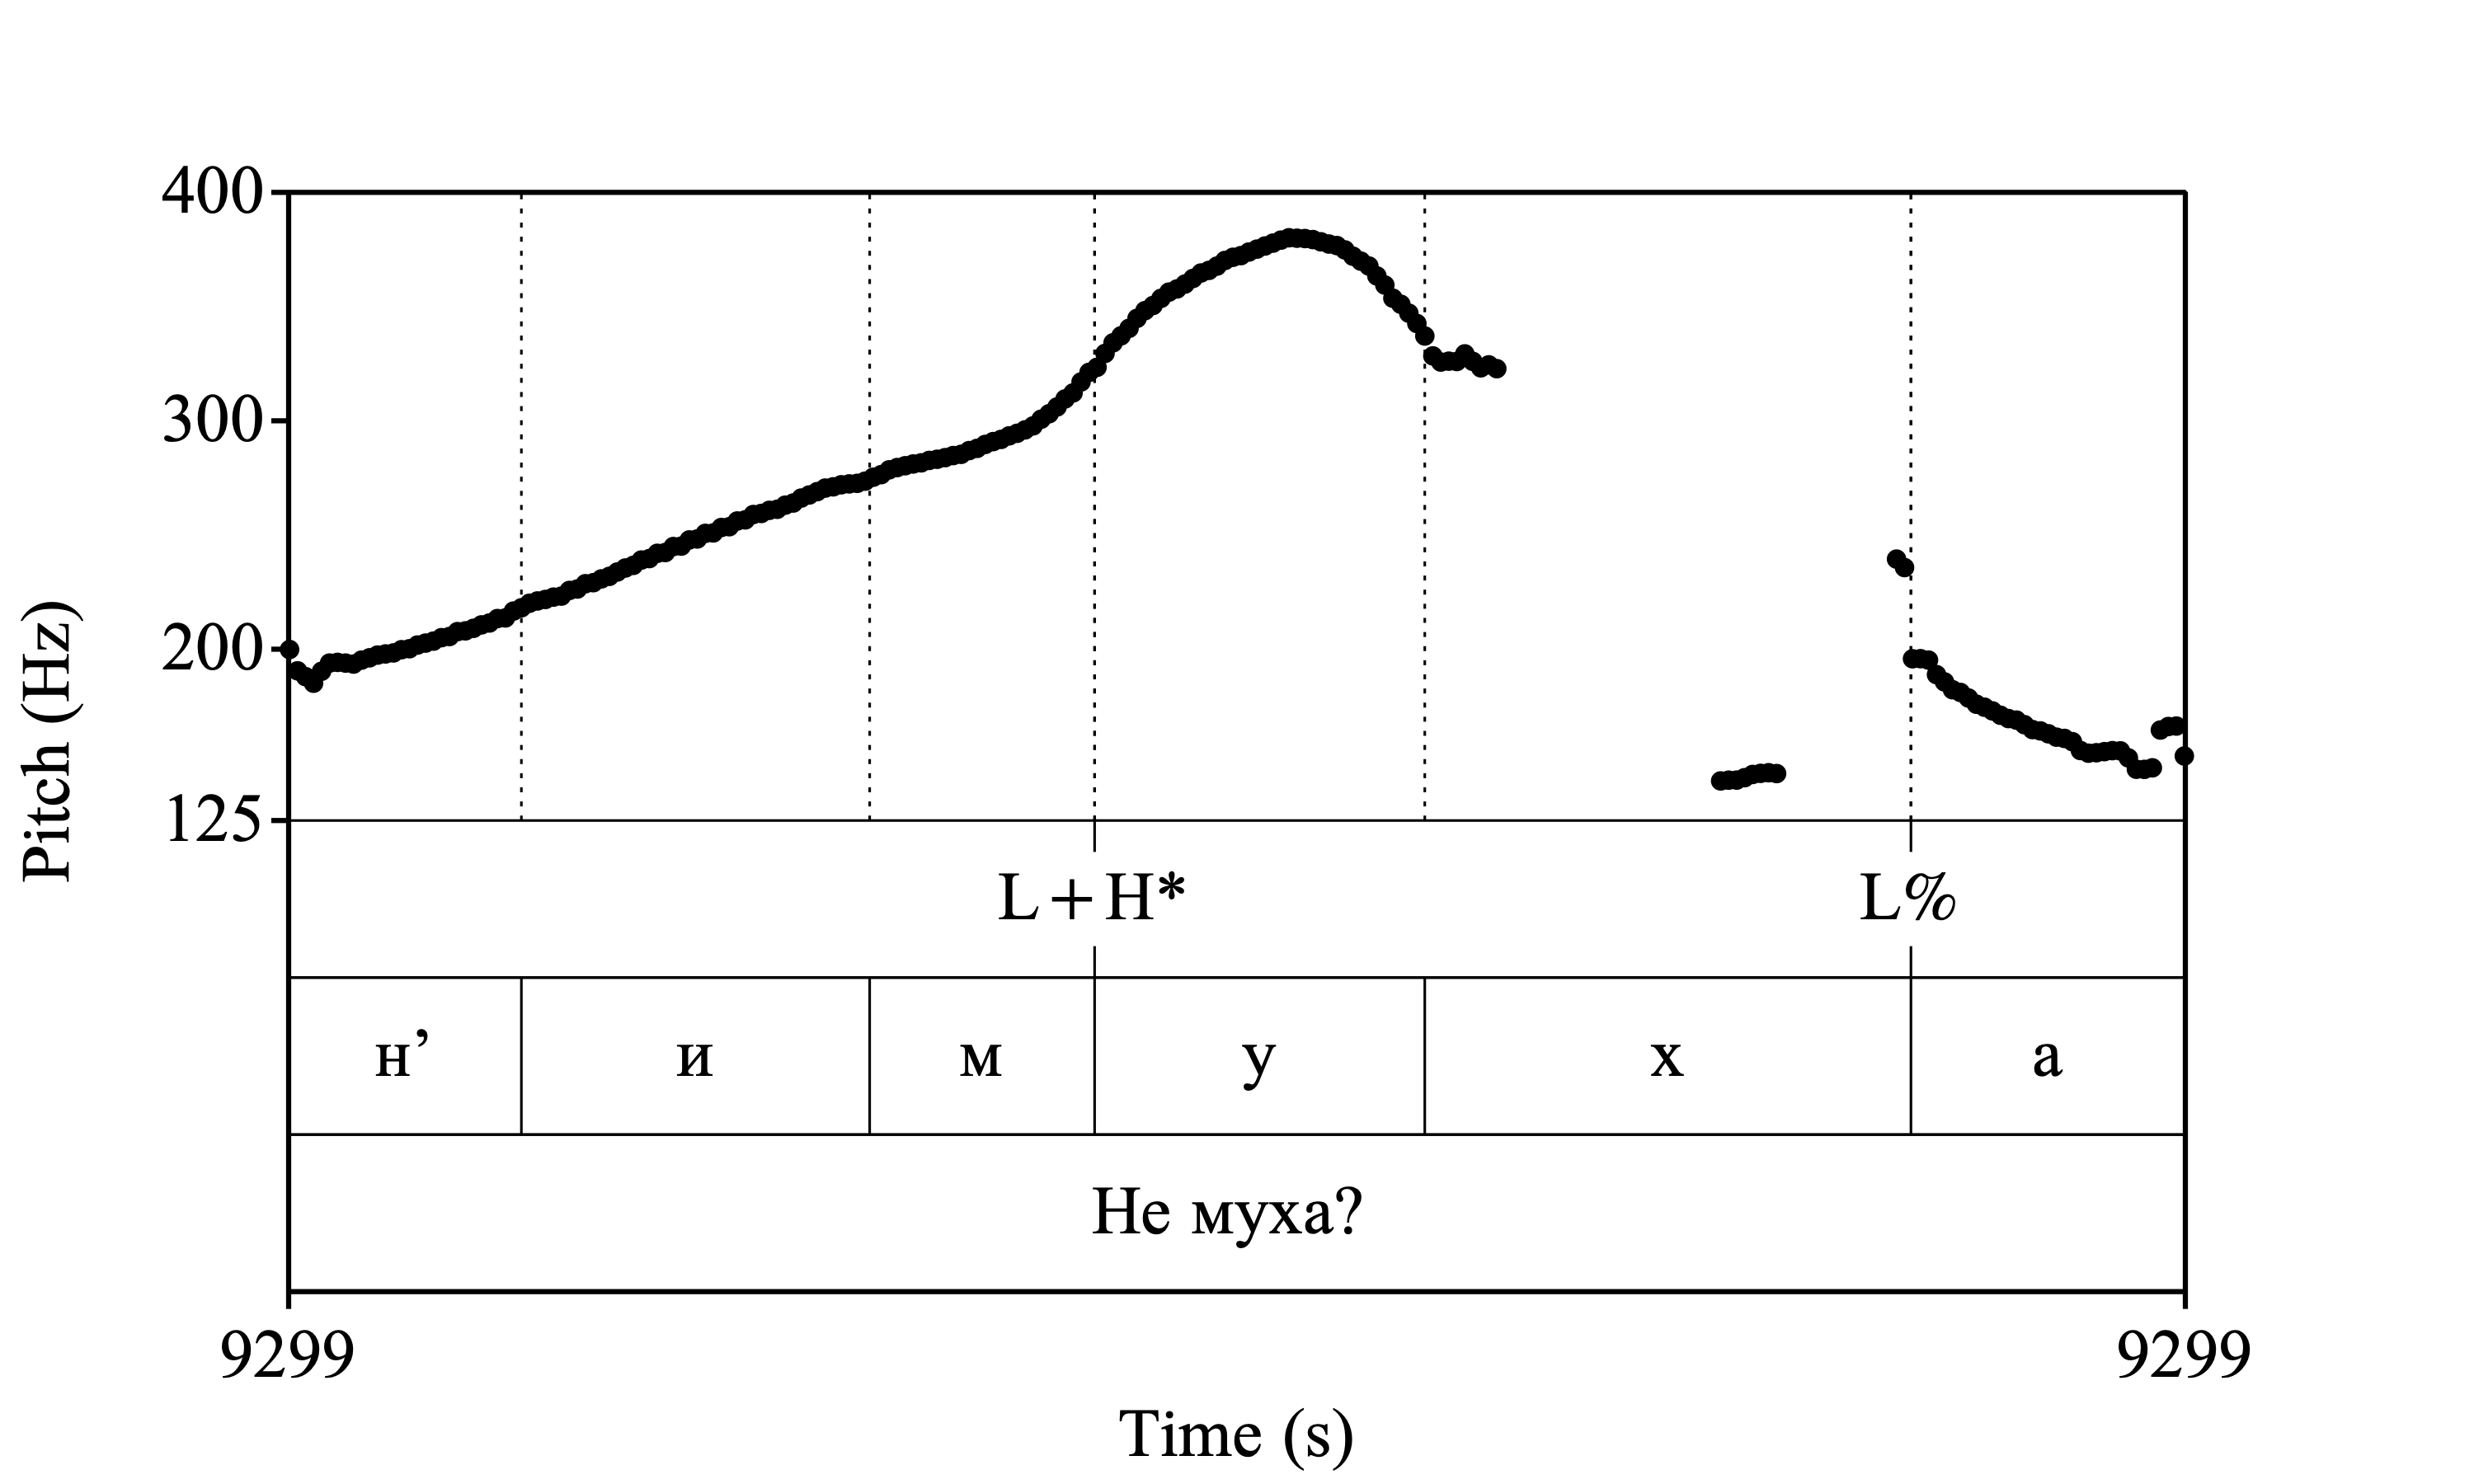 400
300
200
125
Pitch (Hz)
L+H* L%
н’ и м у х а
Не муха?
9299 9299
Time (s)